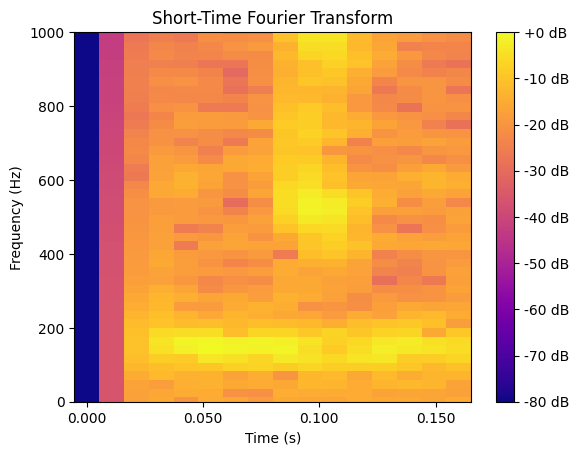 Short-Time Fourier Transform
1000
800
600
400
200
0
Frequency (Hz)
0.000
0.050
0.100
0.150
Time (s)
+0 dB
-10 dB
-20 dB
-30 dB
-40 dB
-50 dB
-60 dB
-70 dB
-80 dB